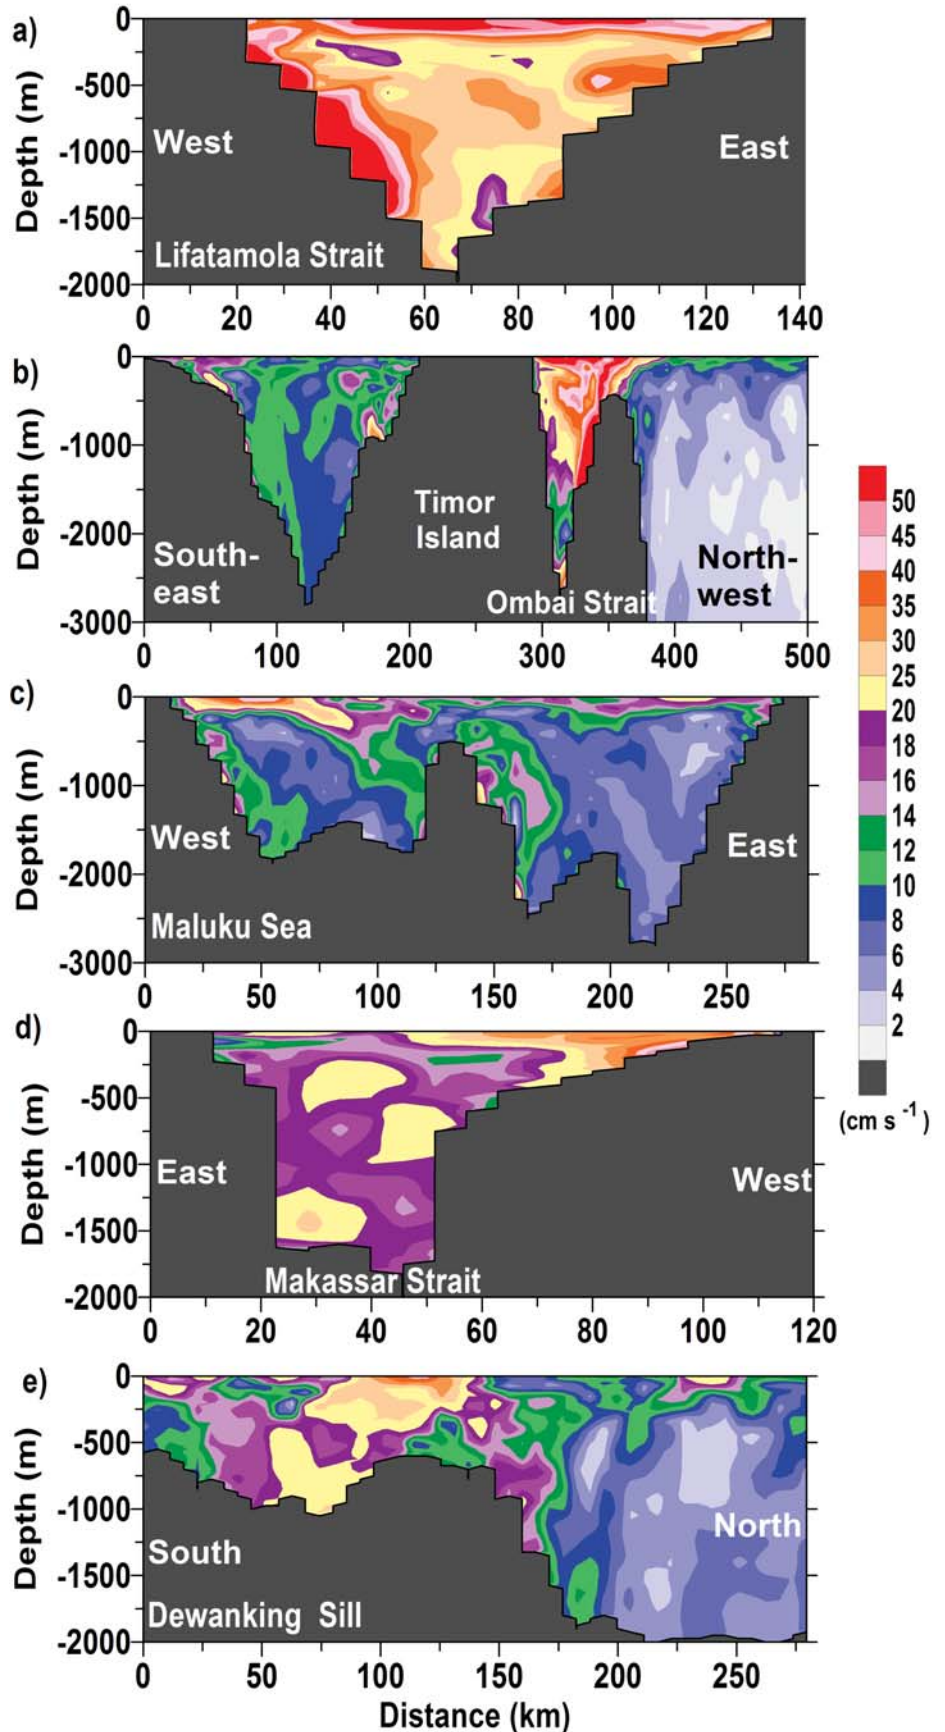 a)
Depth (m)
0
-500
-1000
-1500
-2000
West
East
Lifatamola Strait
0 20 40 60 80 100 120 140
b)
Depth (m)
0
-1000
-2000
-3000
South-
east
Timor
Island
Ombai Strait
North-
west
0 100 200 300 400 500
c)
Depth (m)
0
-1000
-2000
-3000
West
East
Maluku Sea
0 50 100 150 200 250
50
45
40
35
30
25
20
18
16
14
12
10
8
6
4
2
(cm s -1 )
d)
Depth (m)
0
-500
-1000
-1500
-2000
East
West
Makassar Strait
0 20 40 60 80 100 120
e)
Depth (m)
0
-500
-1000
-1500
-2000
South
North
Dewanking Sill
0 50 100 150 200 250
Distance (km)